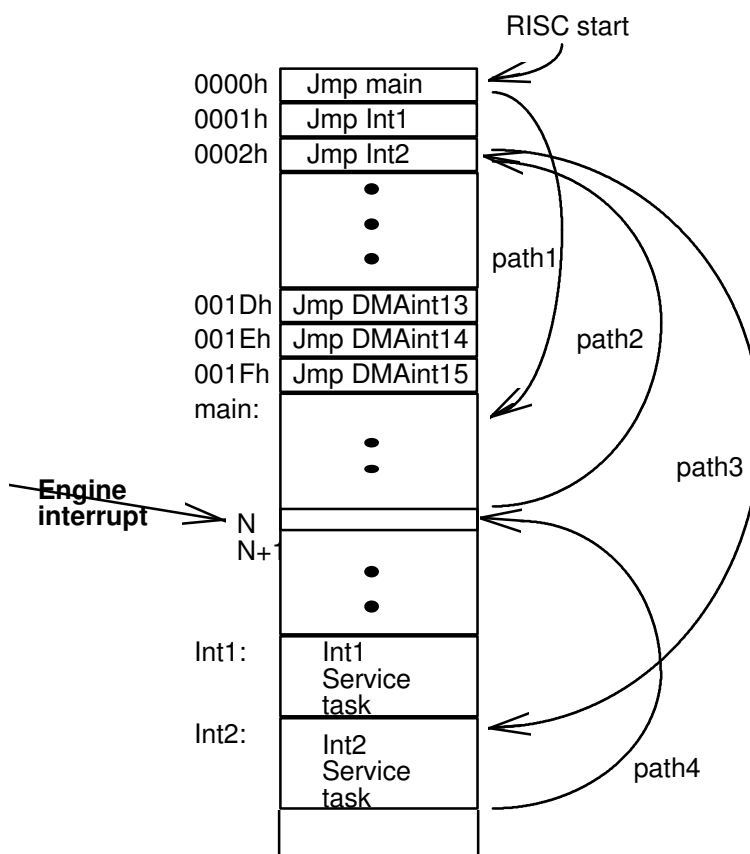 RISC start
0000h Jmp main
0001h Jmp Int1
0002h Jmp Int2
path1
001Dh Jmp DMAint13
001Eh Jmp DMAint14
path2
001Fh Jmp DMAint15
main:
path3
Engine
interrupt
N
N+1
Int1:
Int1
Service
task
Int2:
Int2
Service
task
path4